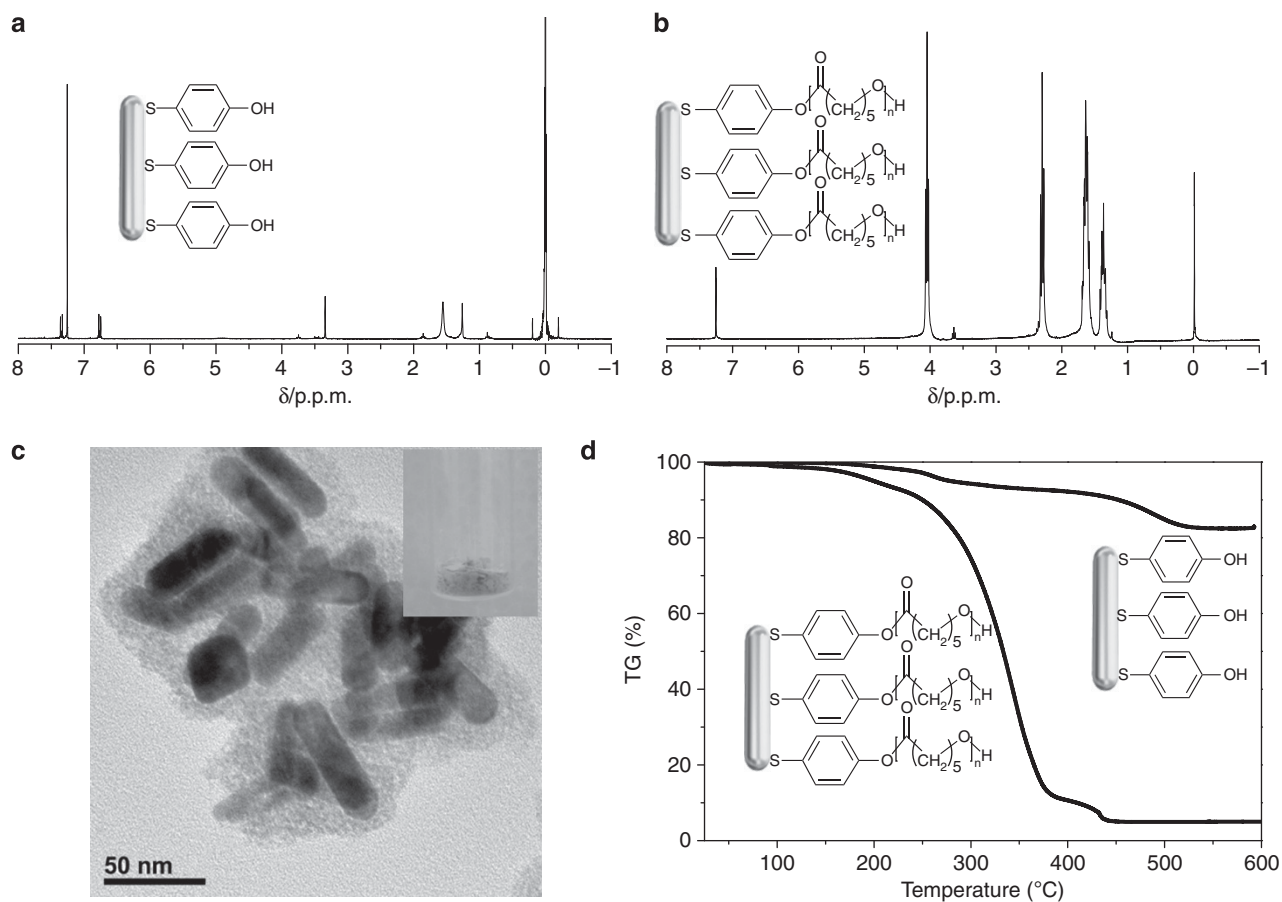 a
S
OH
S
OH
S
OH
8 7 6 5 4 3 2 1 0 –1
δ/p.p.m.
b
O
S O [ ( (CH2)5 O ]n H
O
S O [ ( (CH2)5 O ]n H
O
S O [ ( (CH2)5 O ]n H
8 7 6 5 4 3 2 1 0 –1
δ/p.p.m.
c
50 nm
d
100
80
60
40
20
0
TG (%)
O
S O [ ( (CH2)5 O ]n H
O
S O [ ( (CH2)5 O ]n H
O
S O [ ( (CH2)5 O ]n H
S
OH
S
OH
S
OH
100 200 300 400 500 600
Temperature (°C)